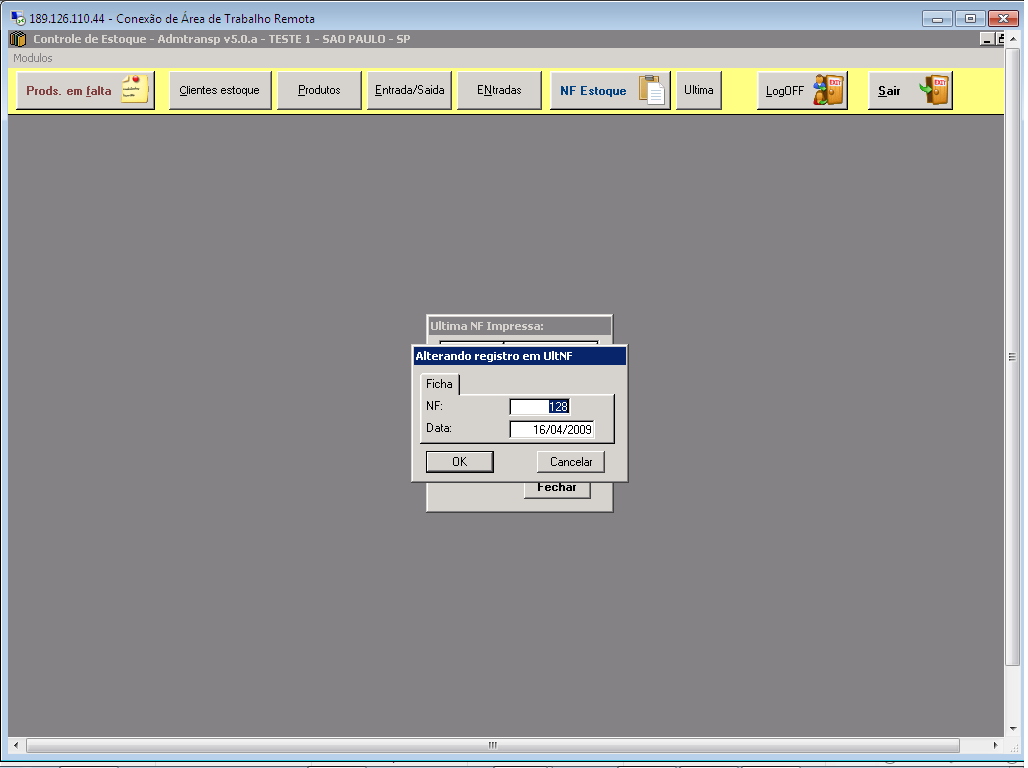 189.126.110.44 - Conexão de Área de Trabalho Remota
Controle de Estoque - Admtransp v5.0.a - TESTE 1 - SAO PAULO - SP
Modulos
Prods. em falta
Clientes estoque
Produtos
Entrada/Saida
ENtradas
NF Estoque
Ultima
LogOFF
EXIT
Sair
EXIT
Ultima NF Impressa:
Alterando registro em UltNF
Ficha
NF:
128
Data:
16/04/2009
OK
Cancelar
Fechar